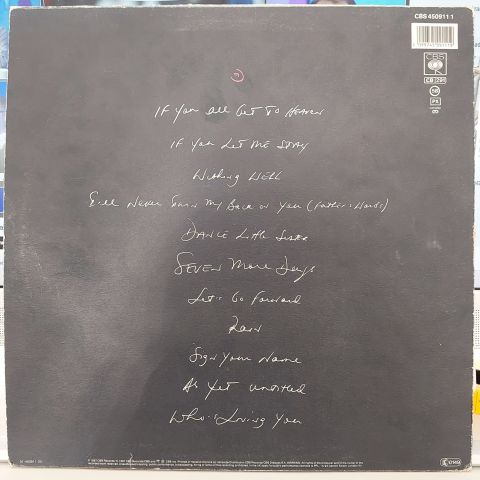 CBS 450911 1
CBS
If You All Get To Heaven
If You Let Me Stay
Wishing Well
I'll Never Turn My Back on You (Father's Words)
Dance Little Sister
Seven More Days
Let's Go Forward
Rain
Sign Your Name
As Yet Untitled
Who's Loving You